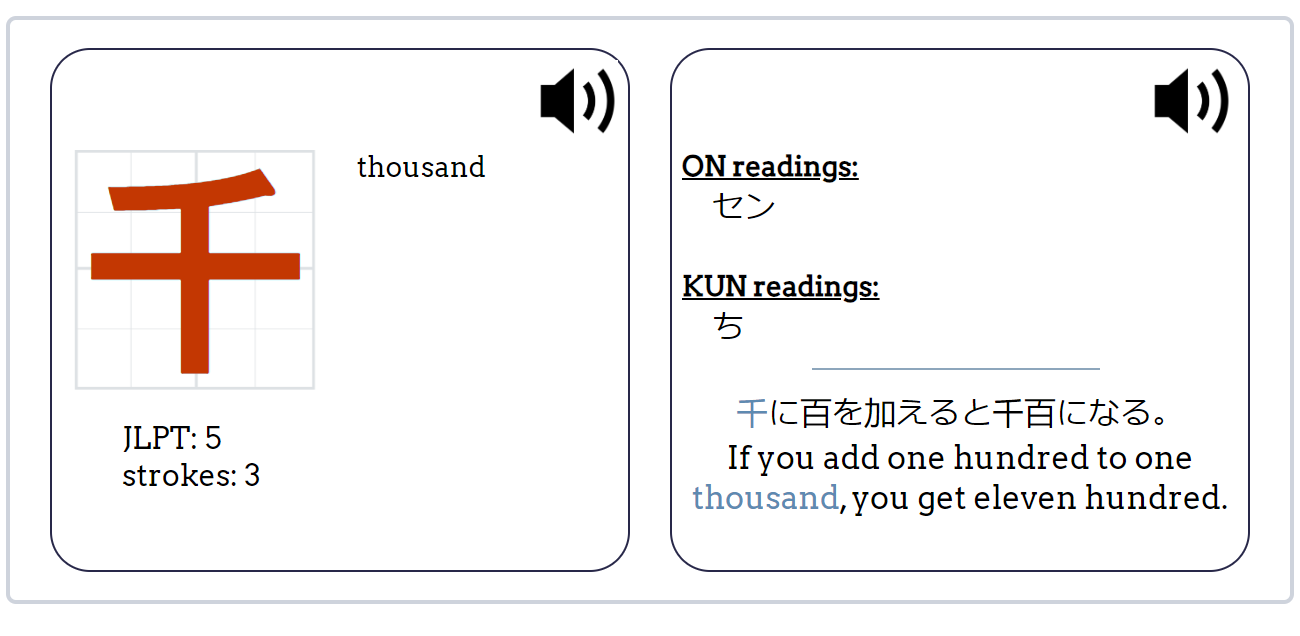 千
thousand
JLPT: 5
strokes: 3
ON readings:
セン
KUN readings:
ち
千に百を加えると千百になる。
If you add one hundred to one
thousand, you get eleven hundred.